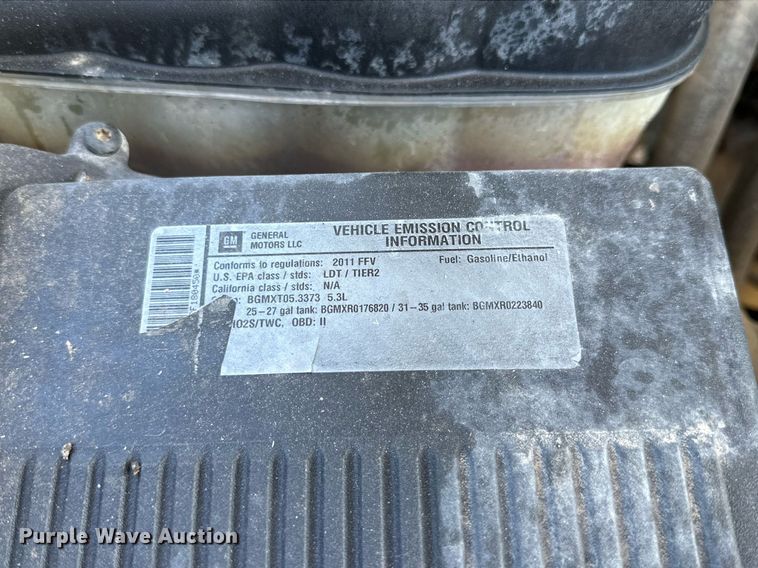 GM
GENERAL
MOTORS LLC
VEHICLE EMISSION CONTROL
INFORMATION
Conforms to regulations: 2011 FFV Fuel: Gasoline/Ethanol
U.S. EPA class / stds: LDT / TIER2
California class / stds: N/A
BGMXT05.3373 5.3L
25-27 gal tank: BGMXR0176820 / 31-35 gal tank: BGMXR0223840
HO2S/TWC, OBD: II
Purple Wave Auction